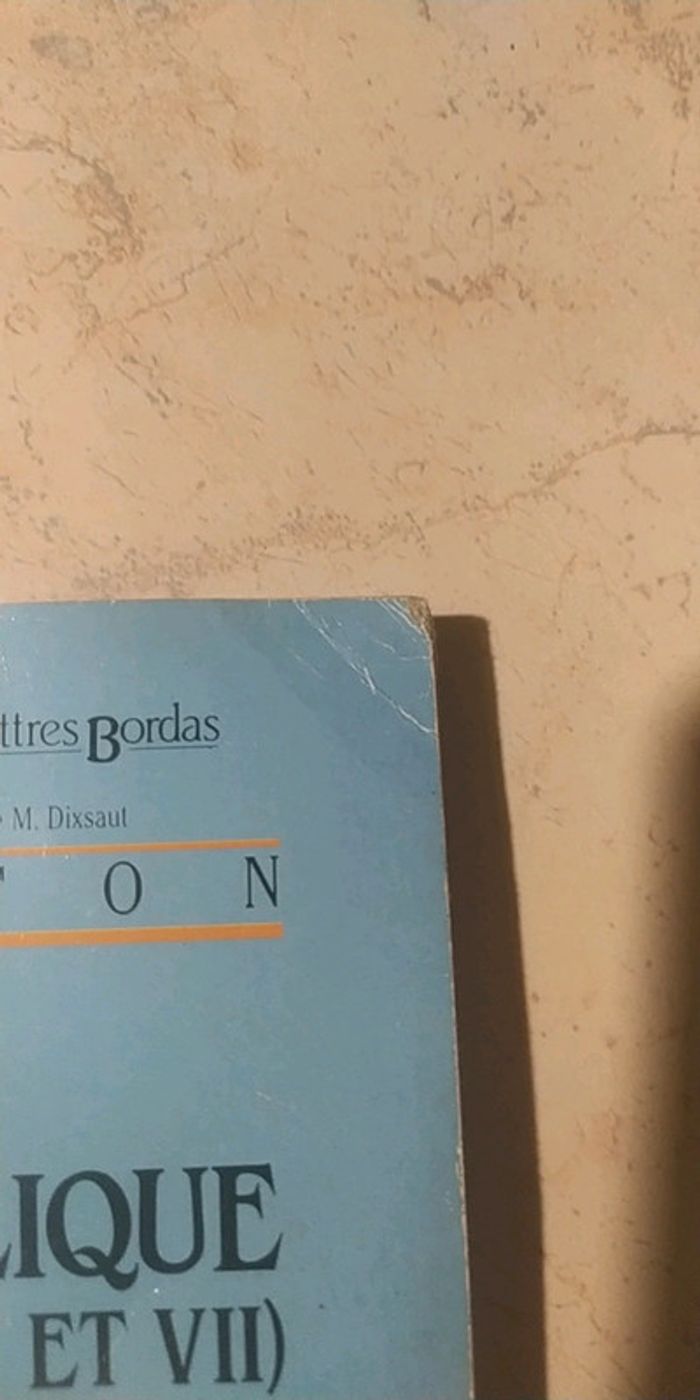 ttres Bordas
M. Dixsaut
T O N
LIQUE
ET VII)